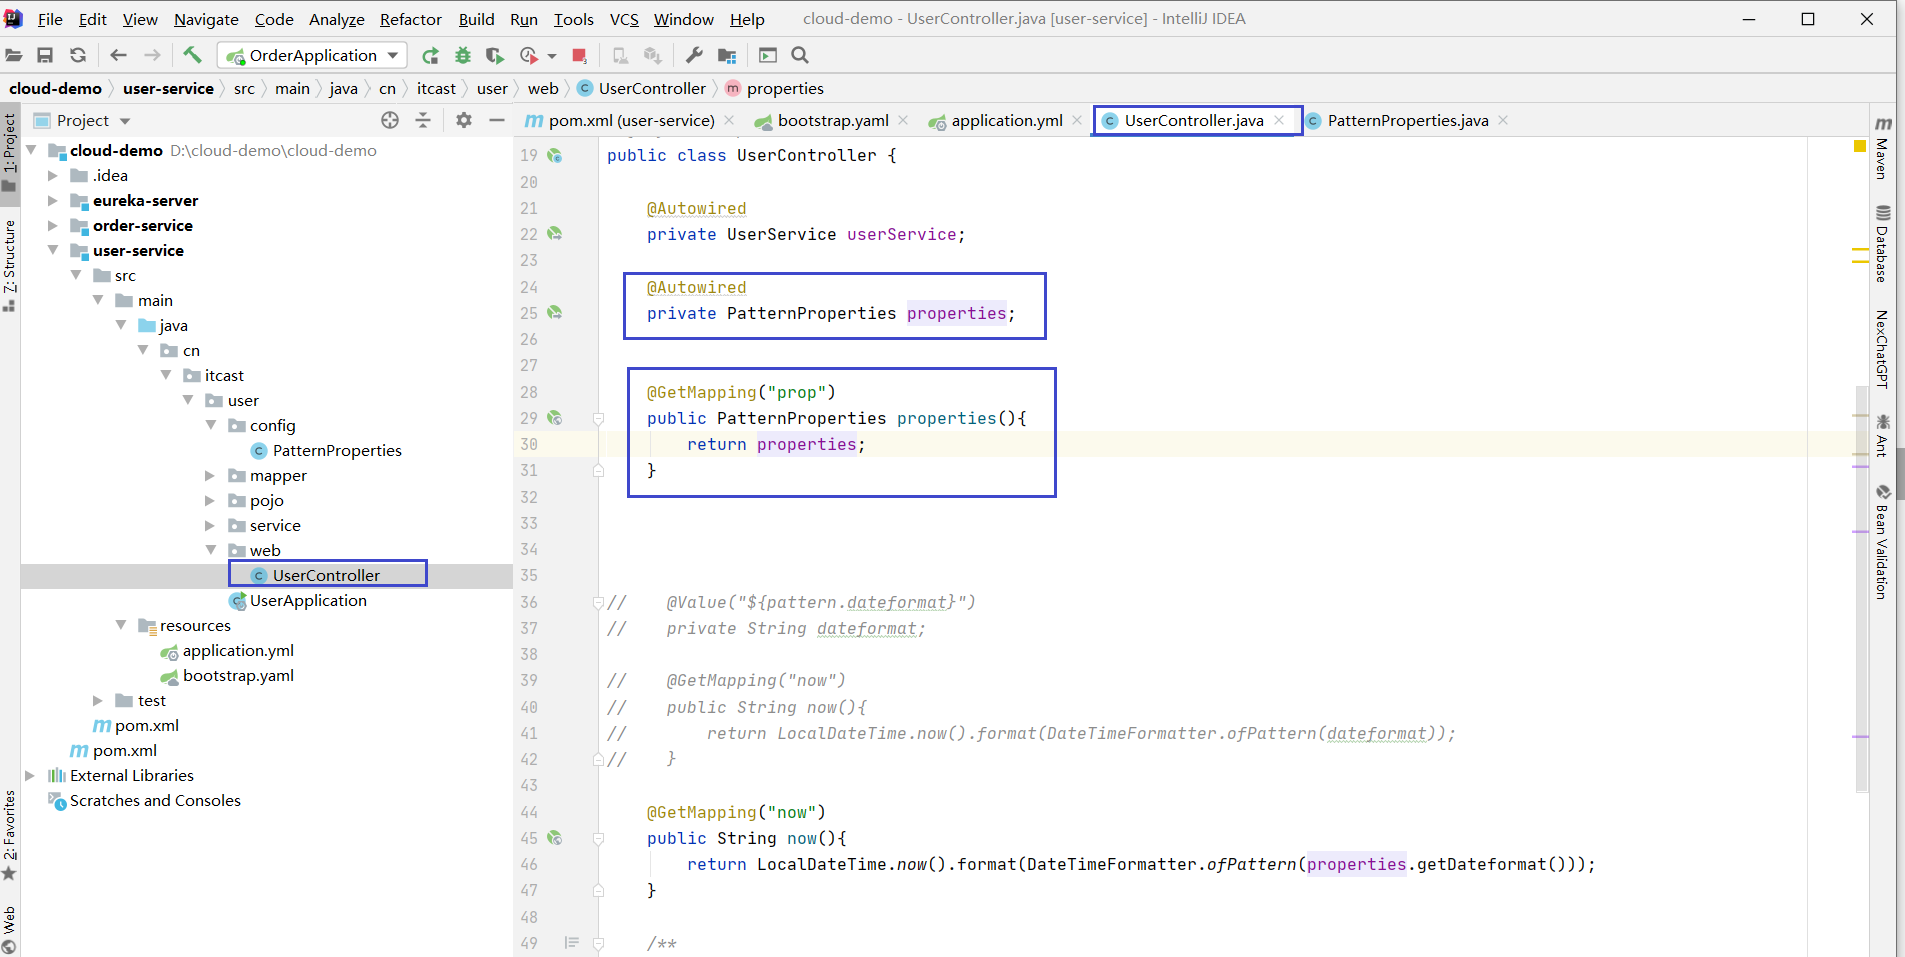 File Edit View Navigate Code Analyze Refactor Build Run Tools VCS Window Help cloud-demo - UserController.java [user-service] - IntelliJ IDEA
OrderApplication
cloud-demo user-service src main java cn itcast user web UserController properties
Project
pom.xml (user-service) bootstrap.yaml application.yml UserController.java PatternProperties.java
cloud-demo D:\cloud-demo\cloud-demo
.idea
eureka-server
order-service
user-service
src
main
java
cn
itcast
user
config
PatternProperties
mapper
pojo
service
web
UserController
UserApplication
resources
application.yml
bootstrap.yaml
test
pom.xml
pom.xml
External Libraries
Scratches and Consoles
1: Project
7: Structure
2: Favorites
Web
19 public class UserController {
20
21 @Autowired
22 private UserService userService;
23
24 @Autowired
25 private PatternProperties properties;
26
27
28 @GetMapping("prop")
29 public PatternProperties properties(){
30 return properties;
31 }
32
33
34
35
36 // @Value("${pattern.dateformat}")
37 // private String dateformat;
38
39 // @GetMapping("now")
40 // public String now(){
41 // return LocalDateTime.now().format(DateTimeFormatter.ofPattern(dateformat));
42 // }
43
44 @GetMapping("now")
45 public String now(){
46 return LocalDateTime.now().format(DateTimeFormatter.ofPattern(properties.getDateformat()));
47 }
48
49 /**
Maven
Database
NexChatGPT
Ant
Bean Validation